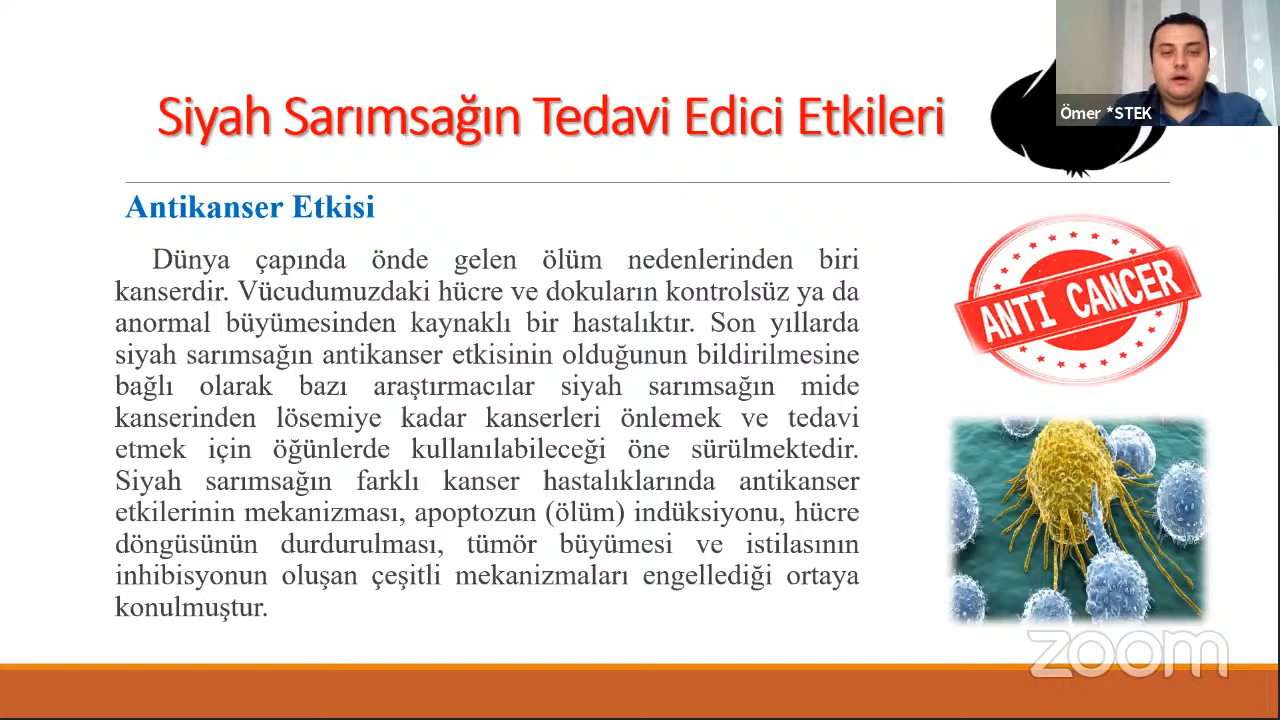 Siyah Sarımsağın Tedavi Edici Etkileri
Ömer *STEK
Antikanser Etkisi
Dünya çapında önde gelen ölüm nedenlerinden biri
kanserdir. Vücudumuzdaki hücre ve dokuların kontrolsüz ya da
anormal büyümesinden kaynaklı bir hastalıktır. Son yıllarda
siyah sarımsağın antikanser etkisinin olduğunun bildirilmesine
bağlı olarak bazı araştırmacılar siyah sarımsağın mide
kanserinden lösemiye kadar kanserleri önlemek ve tedavi
etmek için öğünlerde kullanılabileceği öne sürülmektedir.
Siyah sarımsağın farklı kanser hastalıklarında antikanser
etkilerinin mekanizması, apoptozun (ölüm) indüksiyonu, hücre
döngüsünün durdurulması, tümör büyümesi ve istilasının
inhibisyonun oluşan çeşitli mekanizmaları engellediği ortaya
konulmuştur.
ANTI CANCER
zoom